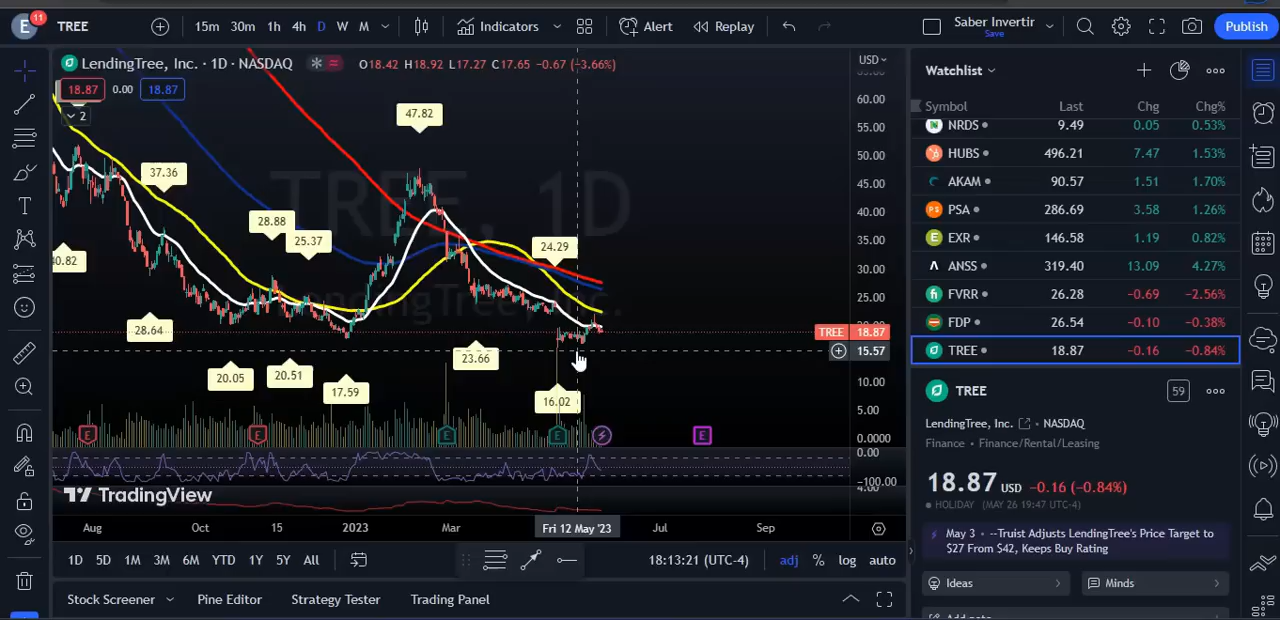 E 11 TREE 15m 30m 1h 4h D W M Indicators Alert Replay Saber Invertir Save Publish
LendingTree, Inc. · 1D · NASDAQ O18.42 H18.92 L17.27 C17.65 −0.67 (−3.66%) USD
18.87 0.00 18.87
2
TREE, 1D
LendingTree, Inc.
47.82
37.36
28.88
25.37
24.29
40.82
28.64
20.05
20.51
17.59
23.66
16.02
60.00
55.00
50.00
45.00
40.00
35.00
30.00
25.00
TREE 18.87
15.57
10.00
5.00
0.0000
0.00
−100.00
E E E E E
TradingView
Aug Oct 15 2023 Mar Fri 12 May '23 Jul Sep
1D 5D 1M 3M 6M YTD 1Y 5Y All 18:13:21 (UTC-4) adj % log auto
Stock Screener Pine Editor Strategy Tester Trading Panel
Watchlist
Symbol Last Chg Chg%
NRDS 9.49 0.05 0.53%
HUBS 496.21 7.47 1.53%
AKAM 90.57 1.51 1.70%
PSA 286.69 3.58 1.26%
EXR 146.58 1.19 0.82%
ANSS 319.40 13.09 4.27%
FVRR 26.28 −0.69 −2.56%
FDP 26.54 −0.10 −0.38%
TREE 18.87 −0.16 −0.84%
TREE 59
LendingTree, Inc. · NASDAQ
Finance · Finance/Rental/Leasing
18.87 USD −0.16 (−0.84%)
HOLIDAY (MAY 26 19:47 UTC-4)
May 3 · --Truist Adjusts LendingTree's Price Target to
$27 From $42, Keeps Buy Rating
Ideas Minds